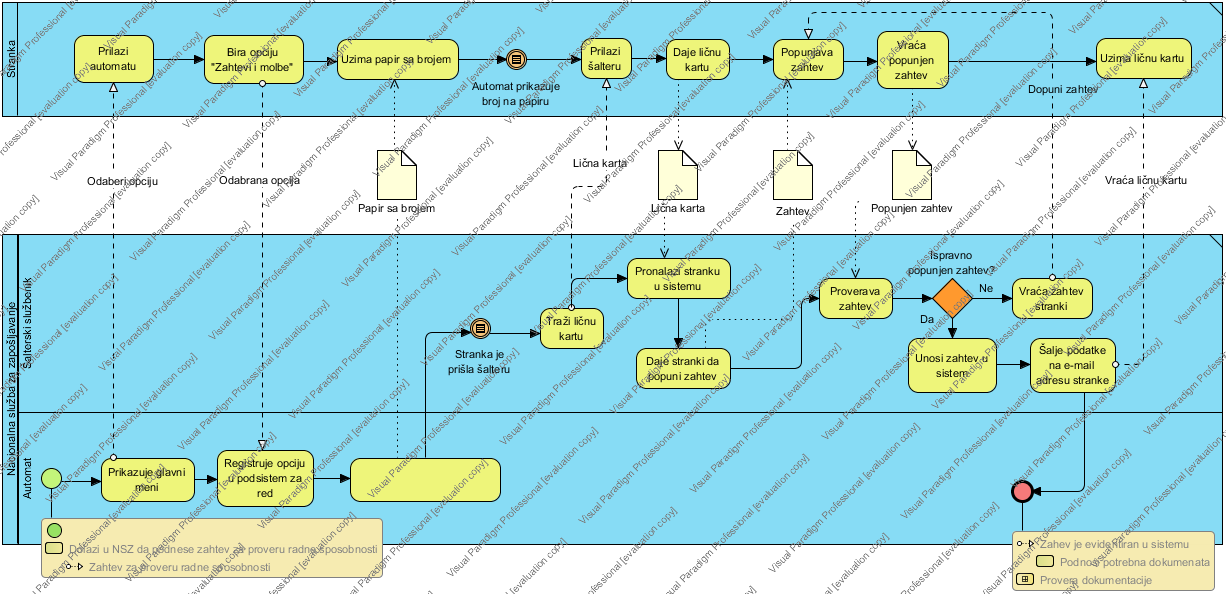 Stranka
Prilazi
automatu
Bira opciju
"Zahtevi i molbe"
Uzima papir sa brojem
Automat prikazuje
broj na papiru
Prilazi
šalteru
Daje ličnu
kartu
Popunjava
zahtev
Vraća
popunjen
zahtev
Dopuni zahtev
Uzima ličnu kartu
Odaberi opciju
Odabrana opcija
Papir sa brojem
Lična karta
Lična karta
Zahtev
Popunjen zahtev
Vraća ličnu kartu
Nacionalna služba za zapošljavanje
Šalterski službenik
Stranka je
prišla šalteru
Traži ličnu
kartu
Pronalazi stranku
u sistemu
Daje stranki da
popuni zahtev
Proverava
zahtev
Ispravno
popunjen zahtev?
Ne
Da
Vraća zahtev
stranki
Unosi zahtev u
sistem
Šalje podatke
na e-mail
adresu stranke
Automat
Prikazuje glavni
meni
Registruje opciju
u podsistem za
red
Dolazi u NSZ da podnese zahtev za proveru radne sposobnosti
Zahtev za proveru radne sposobnosti
Zahev je evidentiran u sistemu
Podnosi potrebna dokumenata
Provera dokumentacije
Visual Paradigm Professional [evaluation copy]